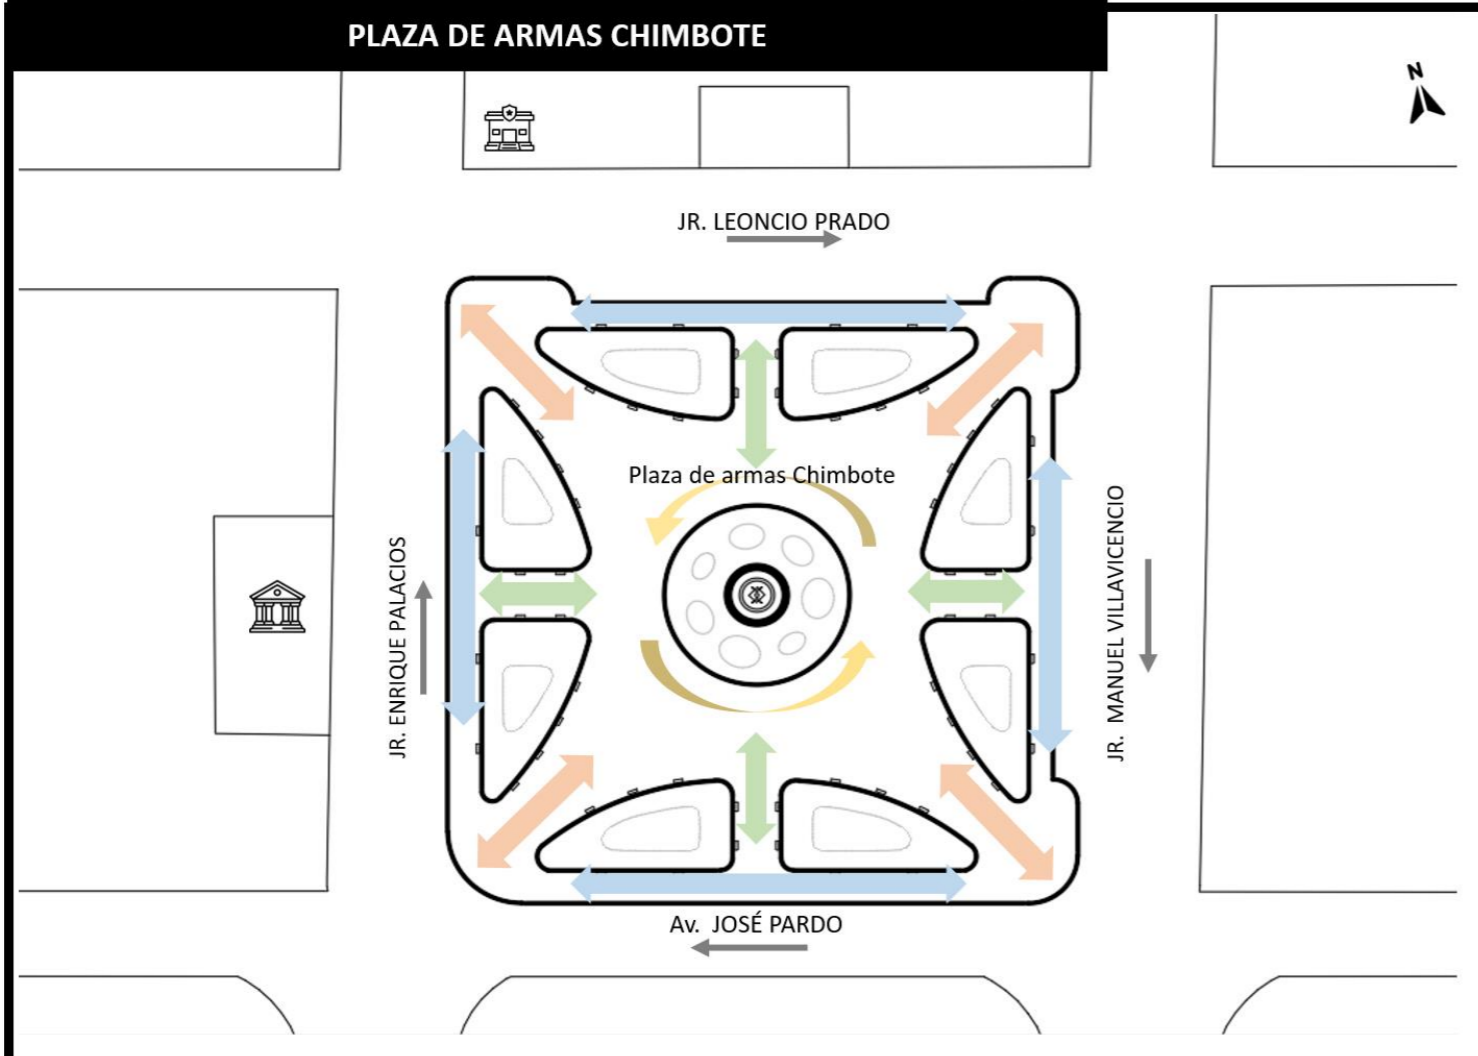 PLAZA DE ARMAS CHIMBOTE
N
JR. LEONCIO PRADO
Plaza de armas Chimbote
JR. ENRIQUE PALACIOS
JR. MANUEL VILLAVICENCIO
Av. JOSÉ PARDO